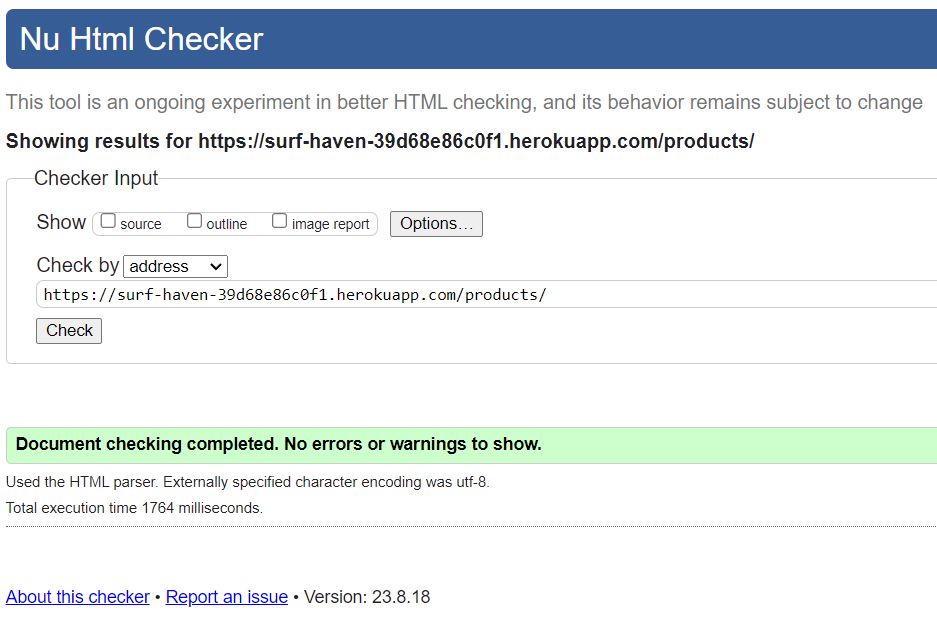 Nu Html Checker
This tool is an ongoing experiment in better HTML checking, and its behavior remains subject to change
Showing results for https://surf-haven-39d68e86c0f1.herokuapp.com/products/
Checker Input
Show source outline image report Options...
Check by address
https://surf-haven-39d68e86c0f1.herokuapp.com/products/
Check
Document checking completed. No errors or warnings to show.
Used the HTML parser. Externally specified character encoding was utf-8.
Total execution time 1764 milliseconds.
About this checker • Report an issue • Version: 23.8.18